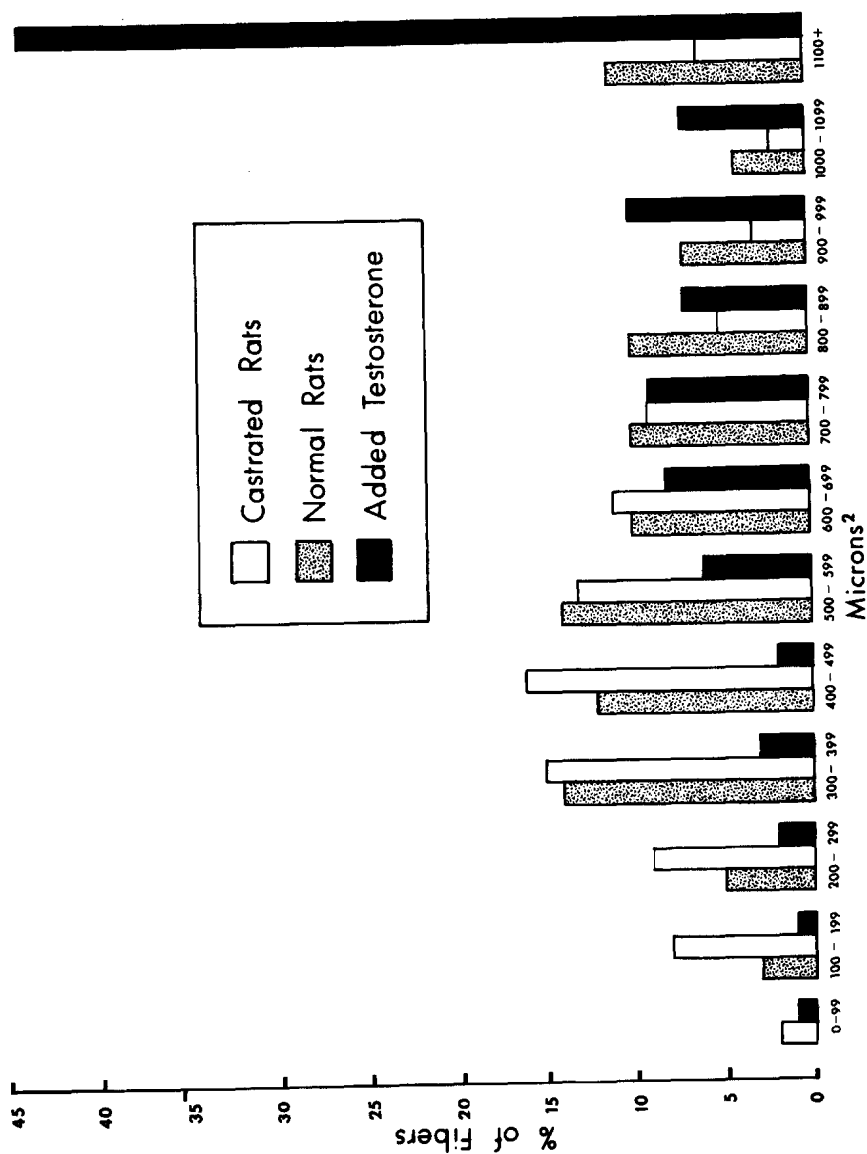 Castrated Rats
Normal Rats
Added Testosterone
% of Fibers
45
40
35
30
25
20
15
10
5
0
0-99
100 - 199
200 - 299
300 - 399
400 - 499
500 - 599
600 - 699
700 - 799
800 - 899
900 - 999
1000 - 1099
1100+
Microns²